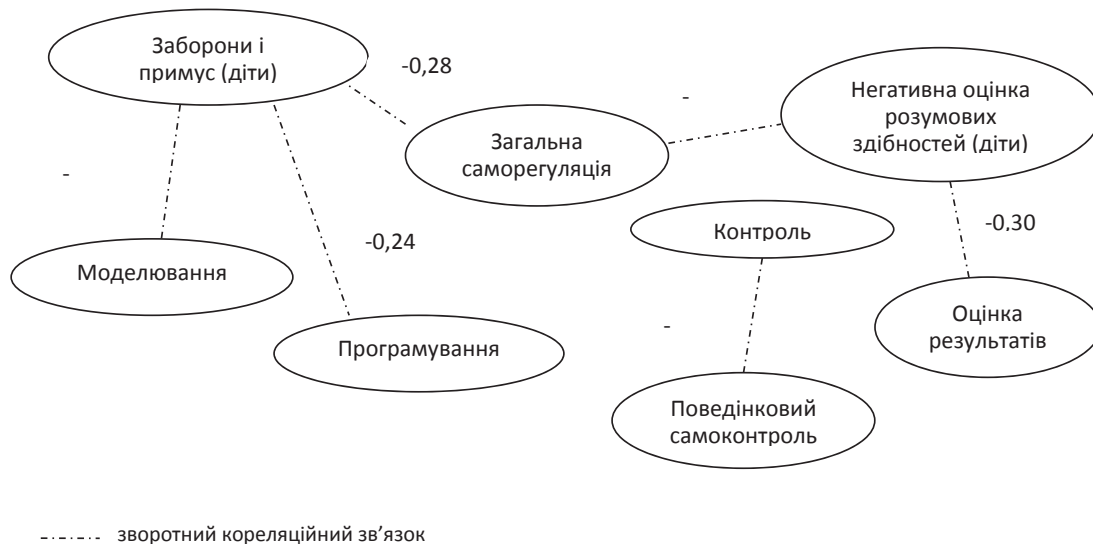 Заборони і
примус (діти)
-0,28
-
Негативна оцінка
розумових
здібностей (діти)
Загальна
саморегуляція
-
Контроль
-0,30
-0,24
Моделювання
Оцінка
результатів
-
Програмування
Поведінковий
самоконтроль
зворотний кореляційний зв’язок